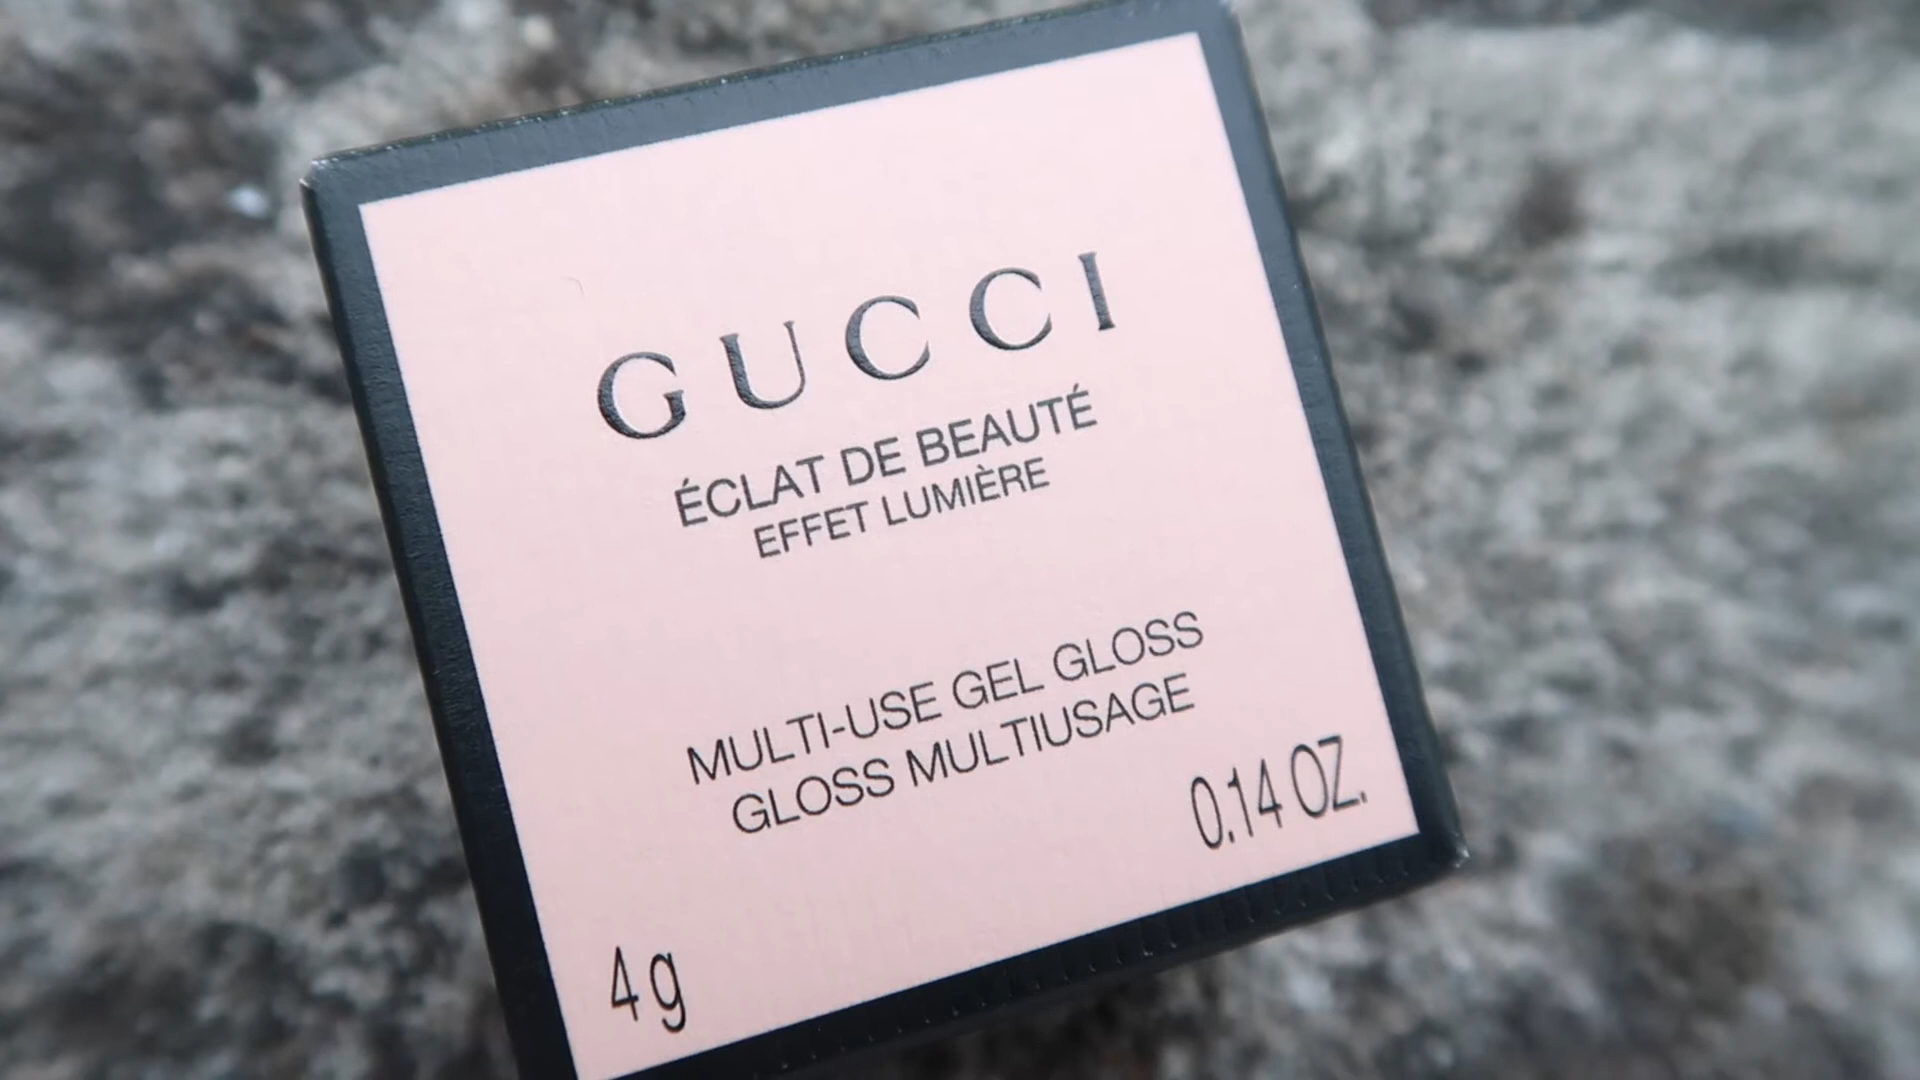 GUCCI
ÉCLAT DE BEAUTÉ
EFFET LUMIÈRE
MULTI-USE GEL GLOSS
GLOSS MULTIUSAGE
0.14 OZ.
4g